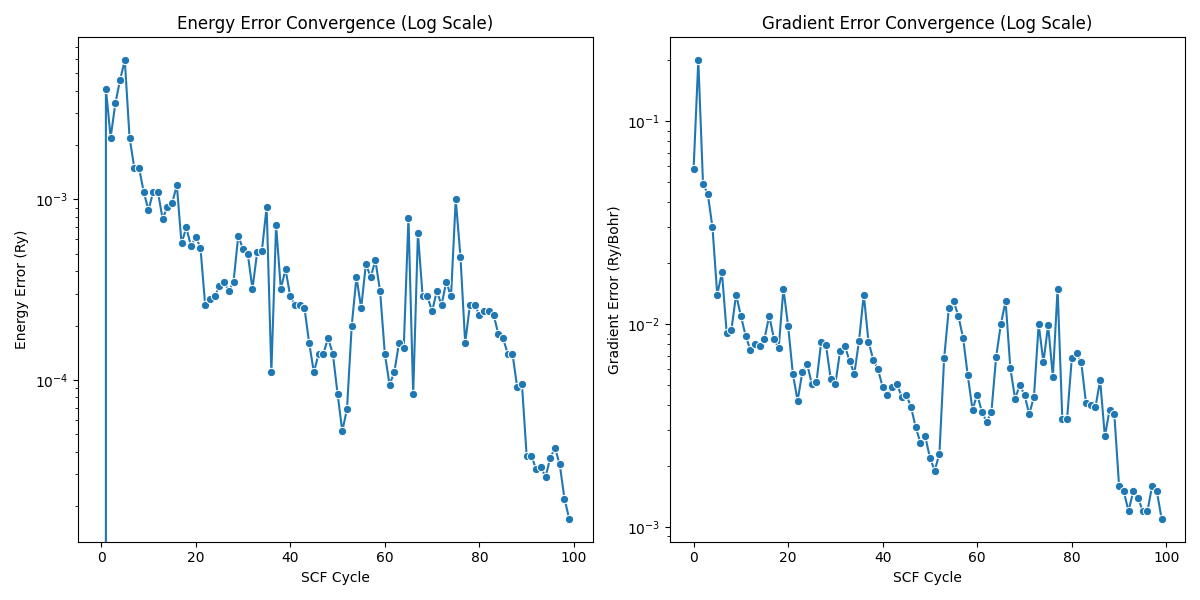 Energy Error Convergence (Log Scale)
Energy Error (Ry)
10⁻³
10⁻⁴
0 20 40 60 80 100
SCF Cycle
Gradient Error Convergence (Log Scale)
Gradient Error (Ry/Bohr)
10⁻¹
10⁻²
10⁻³
0 20 40 60 80 100
SCF Cycle